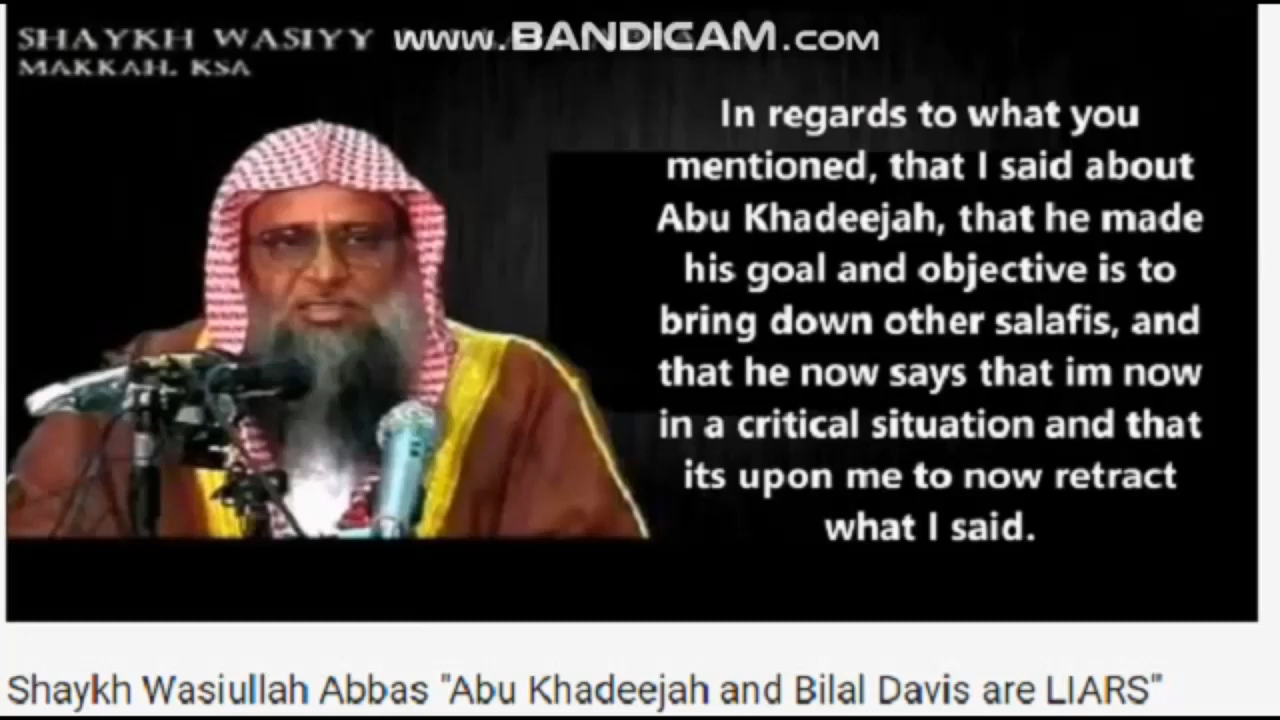 SHAYKH WASIYY www.BANDICAM.COM
MAKKAH. KSA
In regards to what you
mentioned, that I said about
Abu Khadeejah, that he made
his goal and objective is to
bring down other salafis, and
that he now says that im now
in a critical situation and that
its upon me to now retract
what I said.
Shaykh Wasiullah Abbas "Abu Khadeejah and Bilal Davis are LIARS"